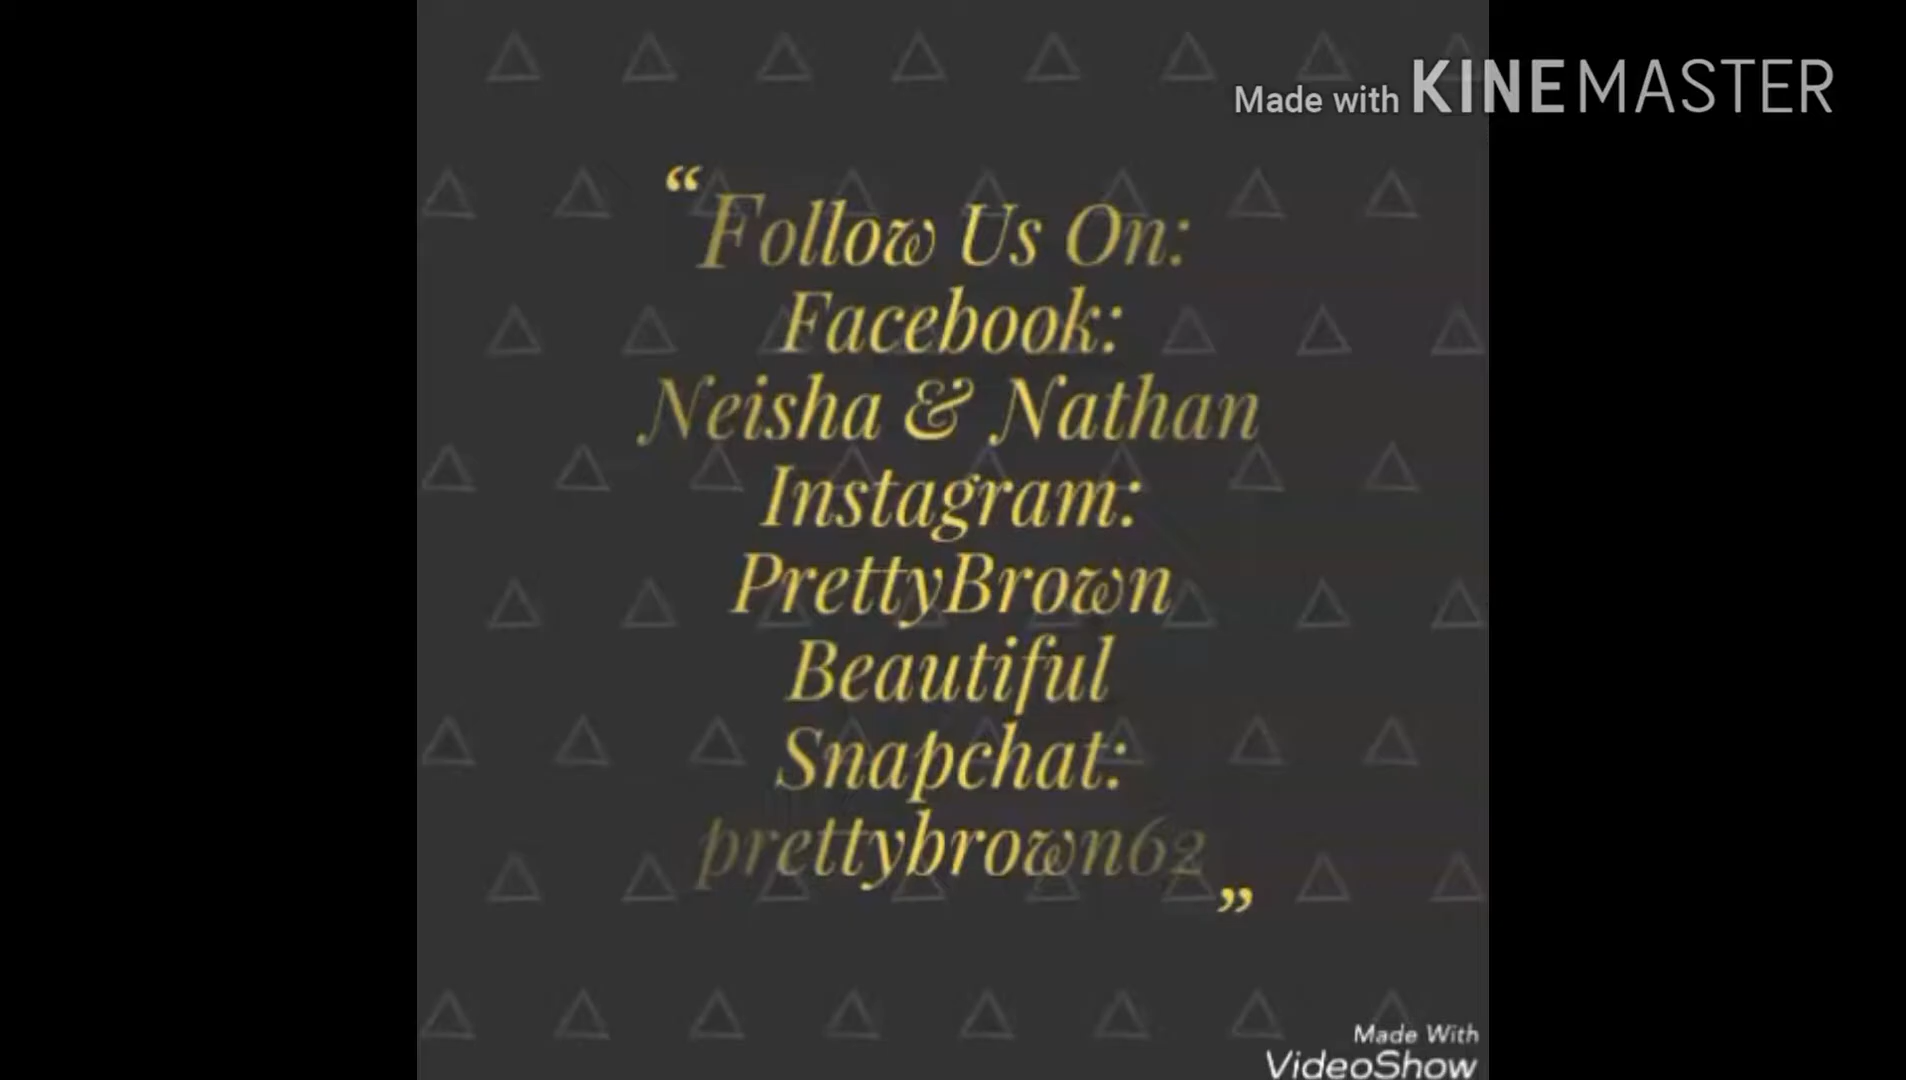 Made with KINEMASTER
“Follow Us On:
Facebook:
Neisha & Nathan
Instagram:
PrettyBrown
Beautiful
Snapchat:
prettybrown62”
Made With
VideoShow